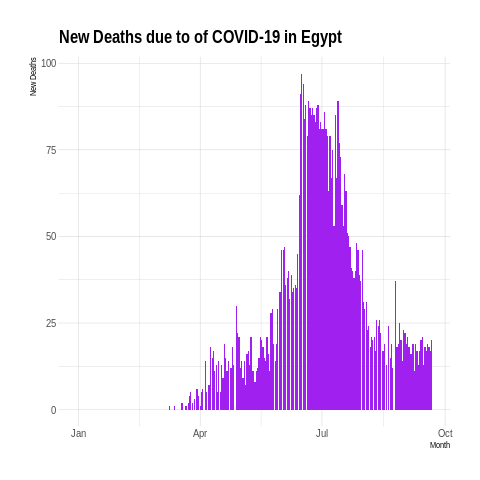 New Deaths due to of COVID-19 in Egypt
New Deaths
100
75
50
25
0
Jan Apr Jul Oct
Month